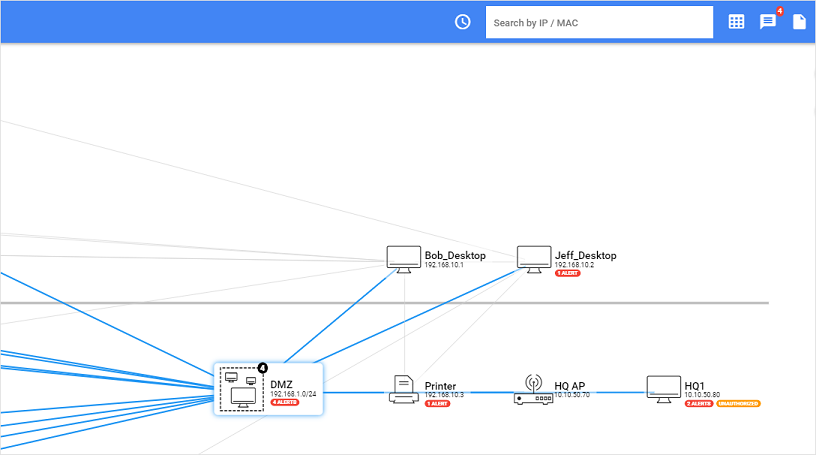 Search by IP / MAC
4
Bob_Desktop
192.168.10.1
Jeff_Desktop
192.168.10.2
1 ALERT
4
DMZ
192.168.1.0/24
4 ALERTS
Printer
192.168.10.3
1 ALERT
HQ AP
10.10.50.70
HQ1
10.10.50.80
2 ALERTS UNAUTHORIZED